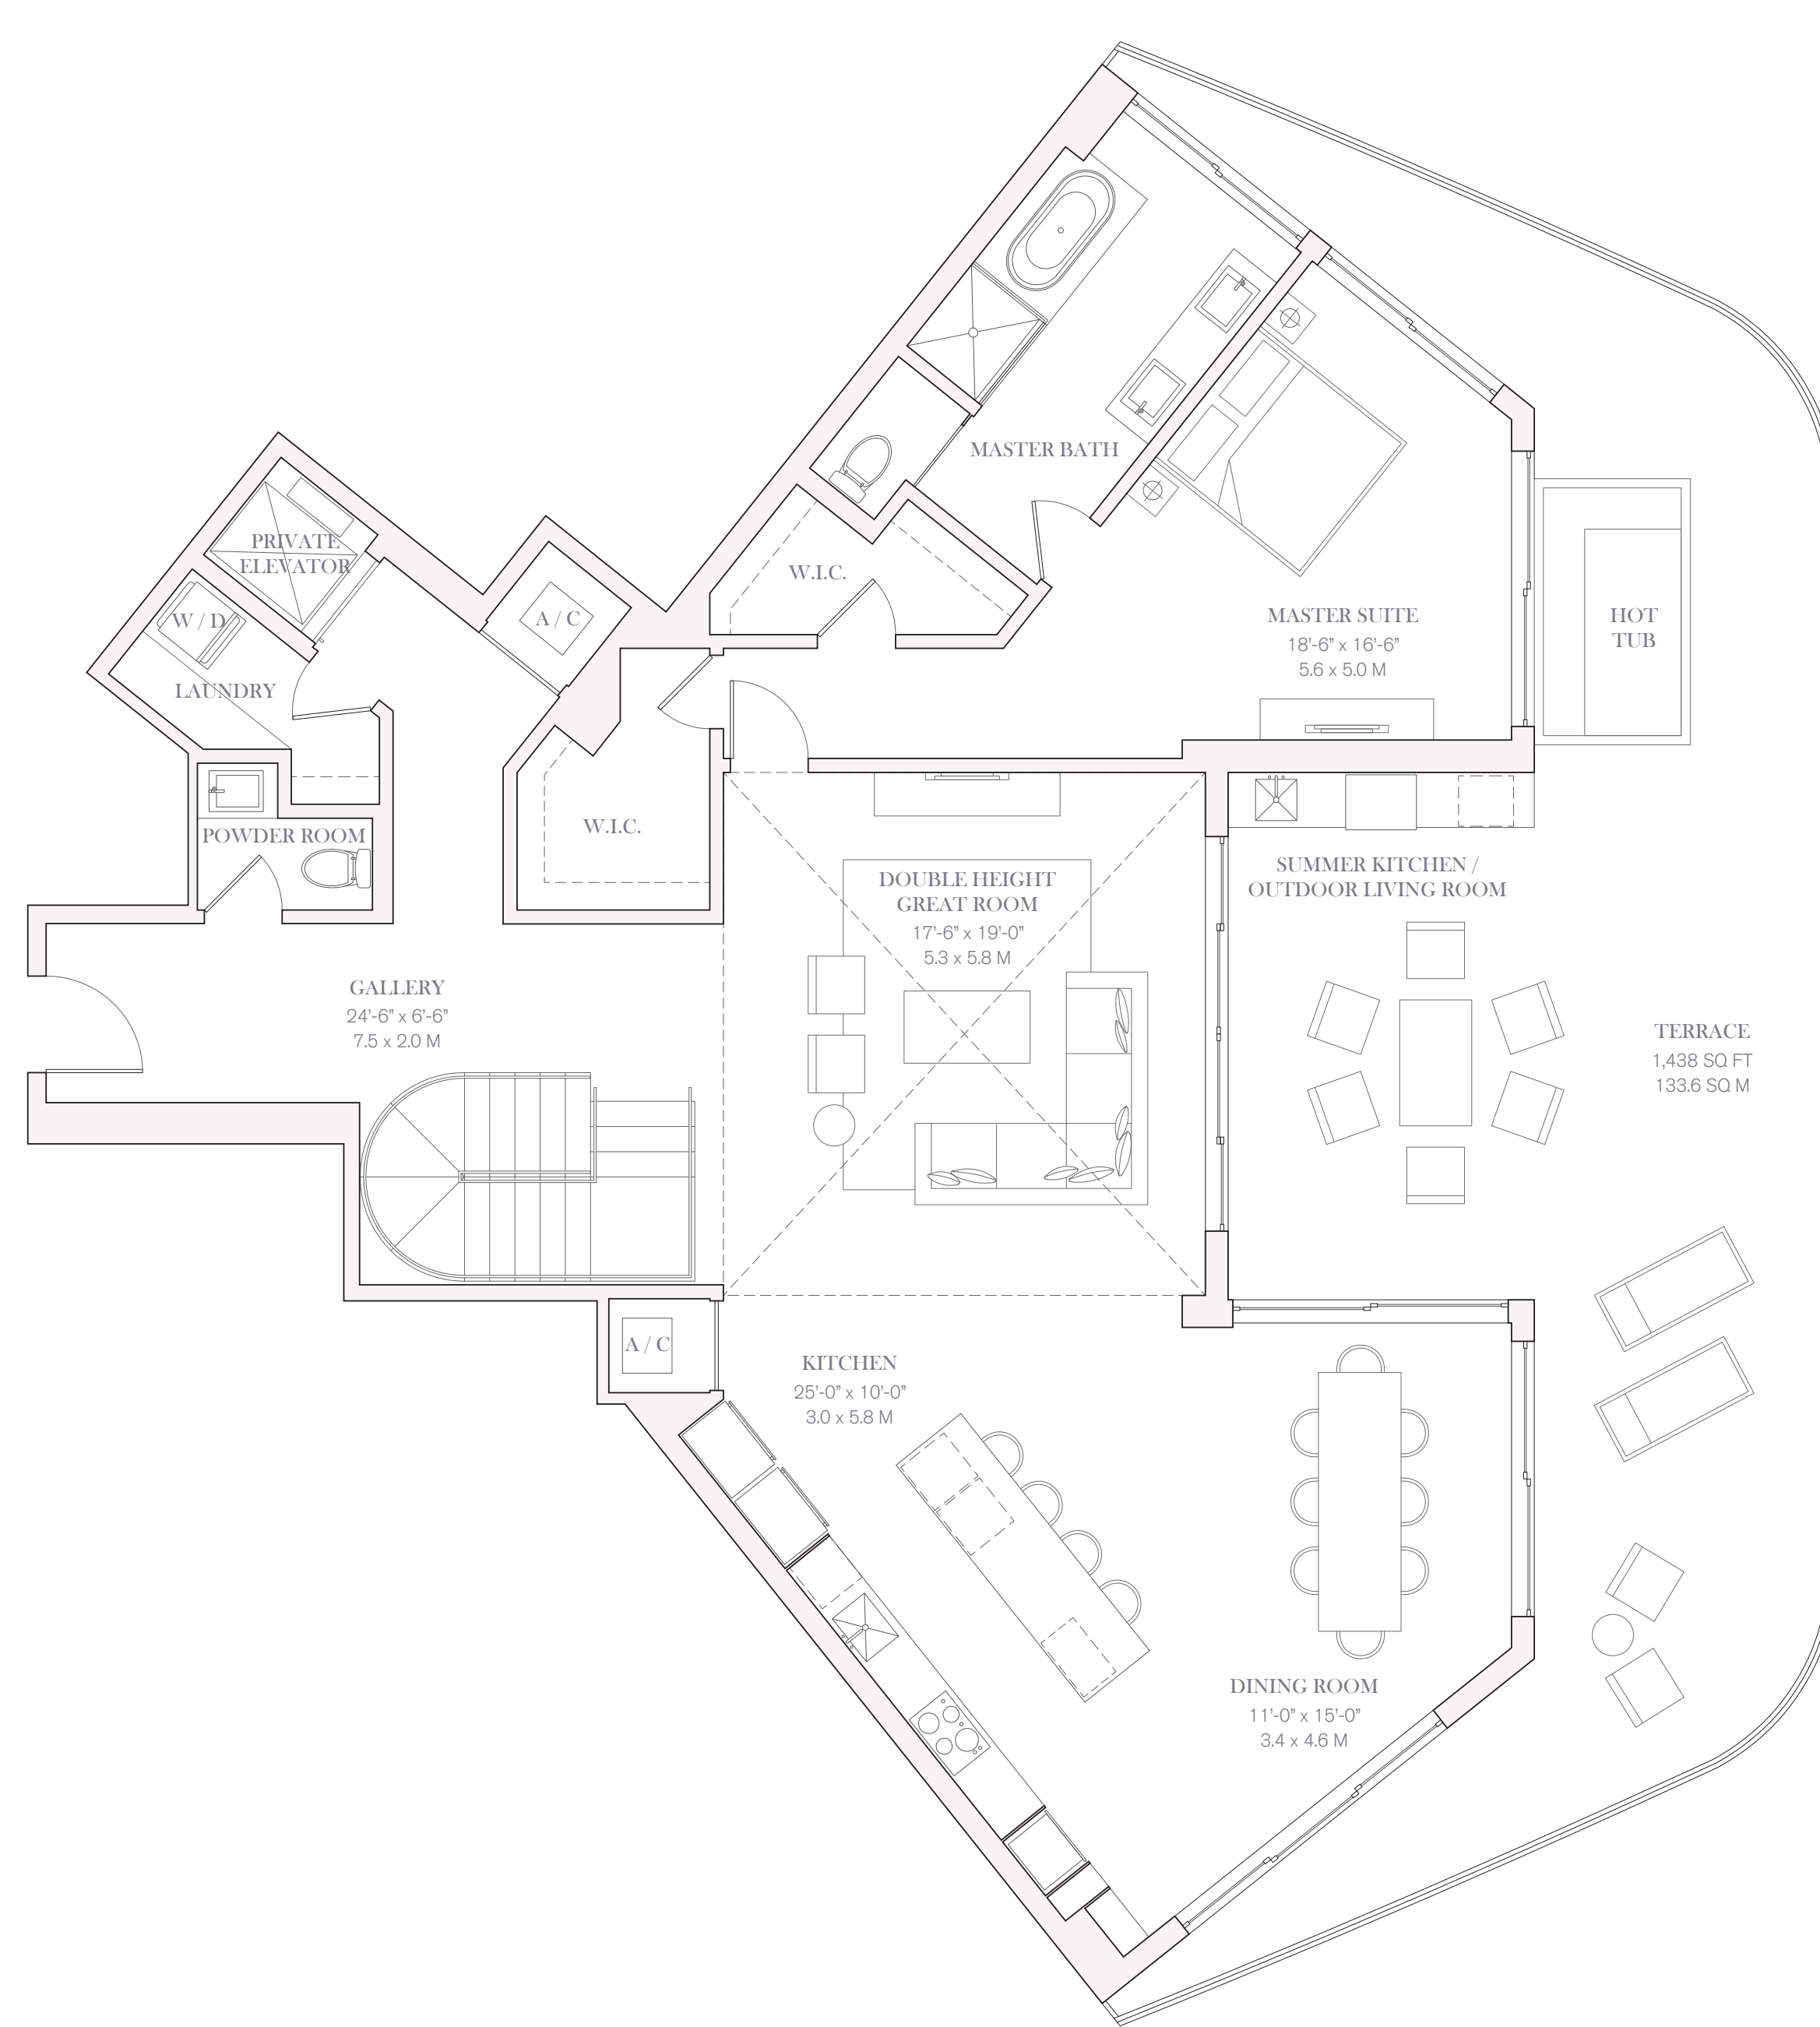 PRIVATE
ELEVATOR
W / D
LAUNDRY
A / C
W.I.C.
MASTER BATH
MASTER SUITE
18'-6" x 16'-6"
5.6 x 5.0 M
HOT
TUB
POWDER ROOM
W.I.C.
DOUBLE HEIGHT
GREAT ROOM
17'-6" x 19'-0"
5.3 x 5.8 M
SUMMER KITCHEN /
OUTDOOR LIVING ROOM
GALLERY
24'-6" x 6'-6"
7.5 x 2.0 M
TERRACE
1,438 SQ FT
133.6 SQ M
A / C
KITCHEN
25'-0" x 10'-0"
3.0 x 5.8 M
DINING ROOM
11'-0" x 15'-0"
3.4 x 4.6 M